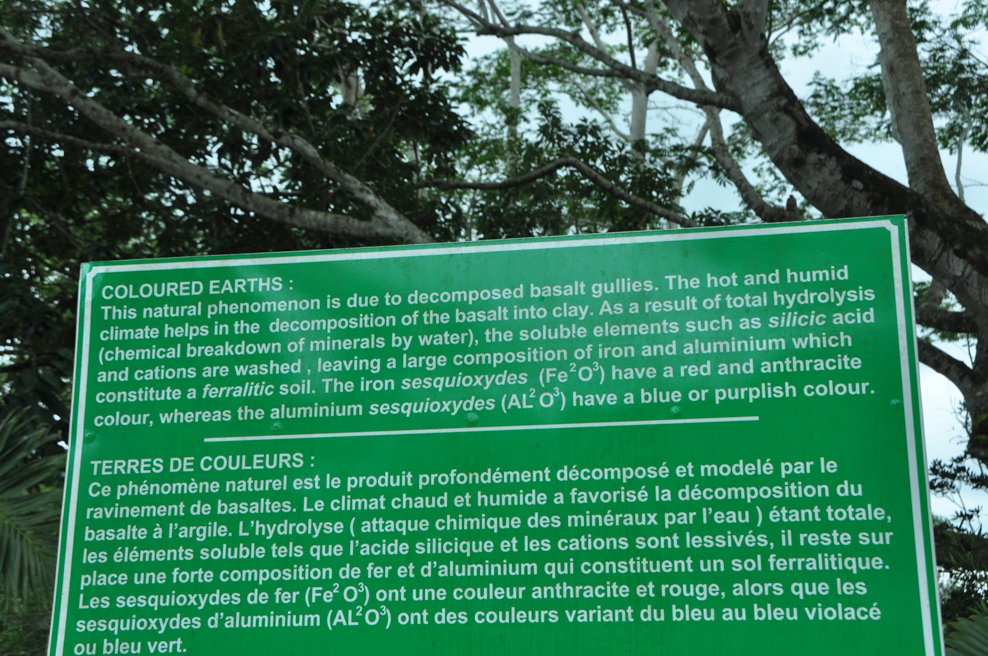 COLOURED EARTHS :
This natural phenomenon is due to decomposed basalt gullies. The hot and humid
climate helps in the decomposition of the basalt into clay. As a result of total hydrolysis
(chemical breakdown of minerals by water), the soluble elements such as silicic acid
and cations are washed , leaving a large composition of iron and aluminium which
constitute a ferralitic soil. The iron sesquioxydes (Fe²O³) have a red and anthracite
colour, whereas the aluminium sesquioxydes (AL²O³) have a blue or purplish colour.
TERRES DE COULEURS :
Ce phénomène naturel est le produit profondément décomposé et modelé par le
ravinement de basaltes. Le climat chaud et humide a favorisé la décomposition du
basalte à l'argile. L'hydrolyse ( attaque chimique des minéraux par l'eau ) étant totale,
les éléments soluble tels que l'acide silicique et les cations sont lessivés, il reste sur
place une forte composition de fer et d'aluminium qui constituent un sol ferralitique.
Les sesquioxydes de fer (Fe²O³) ont une couleur anthracite et rouge, alors que les
sesquioxydes d'aluminium (AL²O³) ont des couleurs variant du bleu au bleu violacé
ou bleu vert.